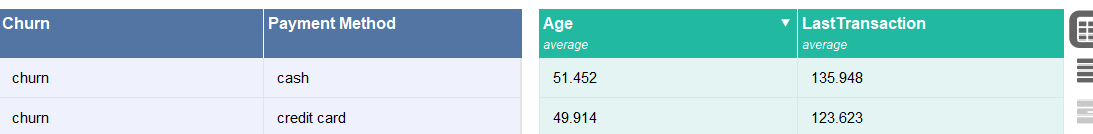 Churn Payment Method Age ▼ LastTransaction
average average
churn cash 51.452 135.948
churn credit card 49.914 123.623